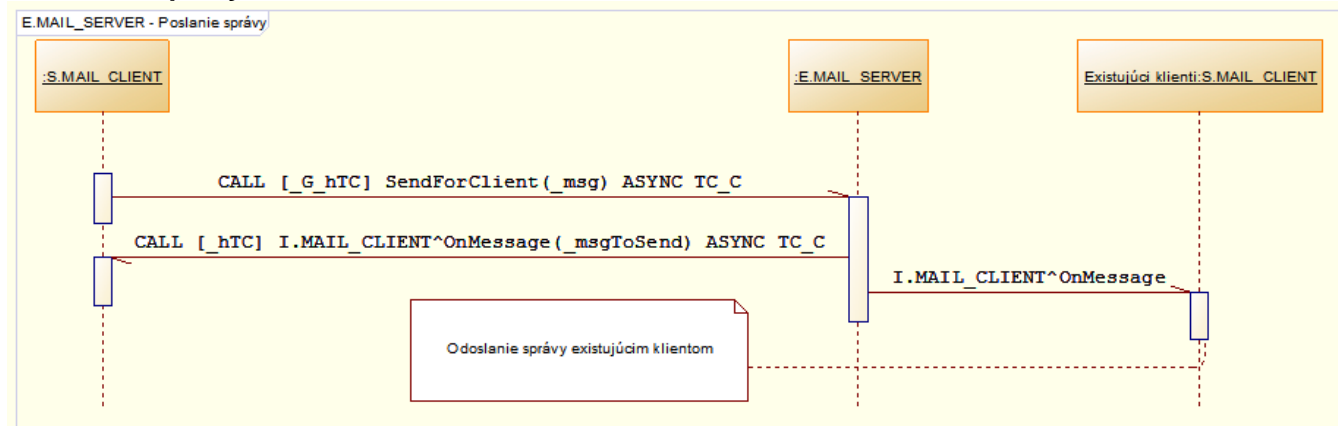 E.MAIL_SERVER - Poslanie správy
:S.MAIL_CLIENT
:E.MAIL_SERVER
Existujúci klienti:S.MAIL_CLIENT
CALL [_G_hTC] SendForClient(_msg) ASYNC TC_C
CALL [_hTC] I.MAIL_CLIENT^OnMessage(_msgToSend) ASYNC TC_C
I.MAIL_CLIENT^OnMessage
Odoslanie správy existujúcim klientom